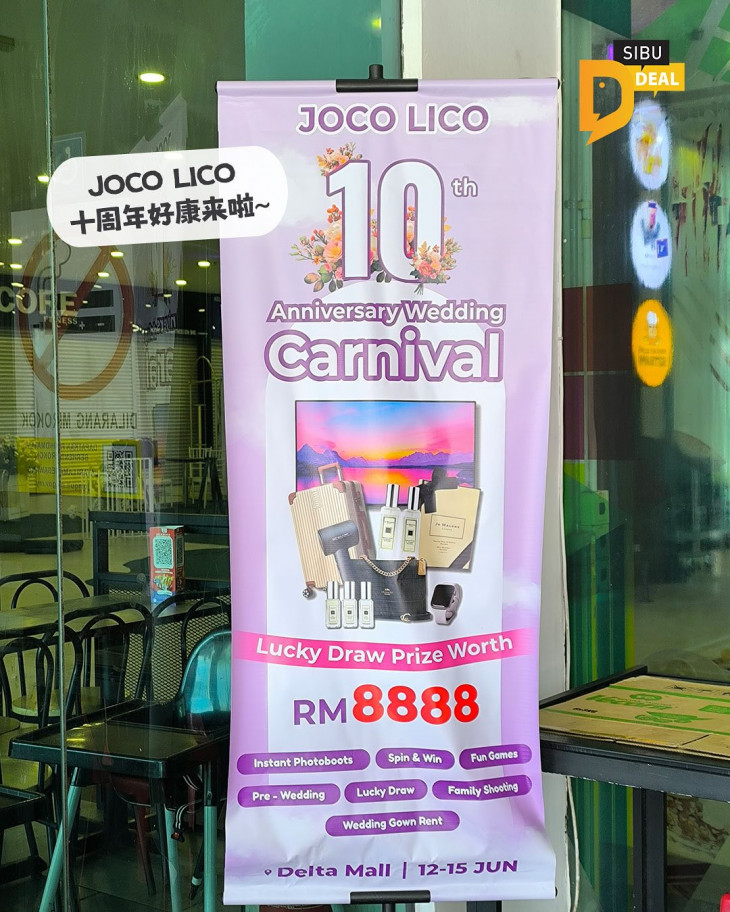 SIBU
DEAL
JOCO LICO
十周年好康来啦~
JOCO LICO
10th
Anniversary Wedding
Carnival
JO MALONE
Lucky Draw Prize Worth
RM8888
Instant Photoboots
Spin & Win
Fun Games
Pre - Wedding
Lucky Draw
Family Shooting
Wedding Gown Rent
Delta Mall | 12-15 JUN
CORE
DILARANG MEROKOK